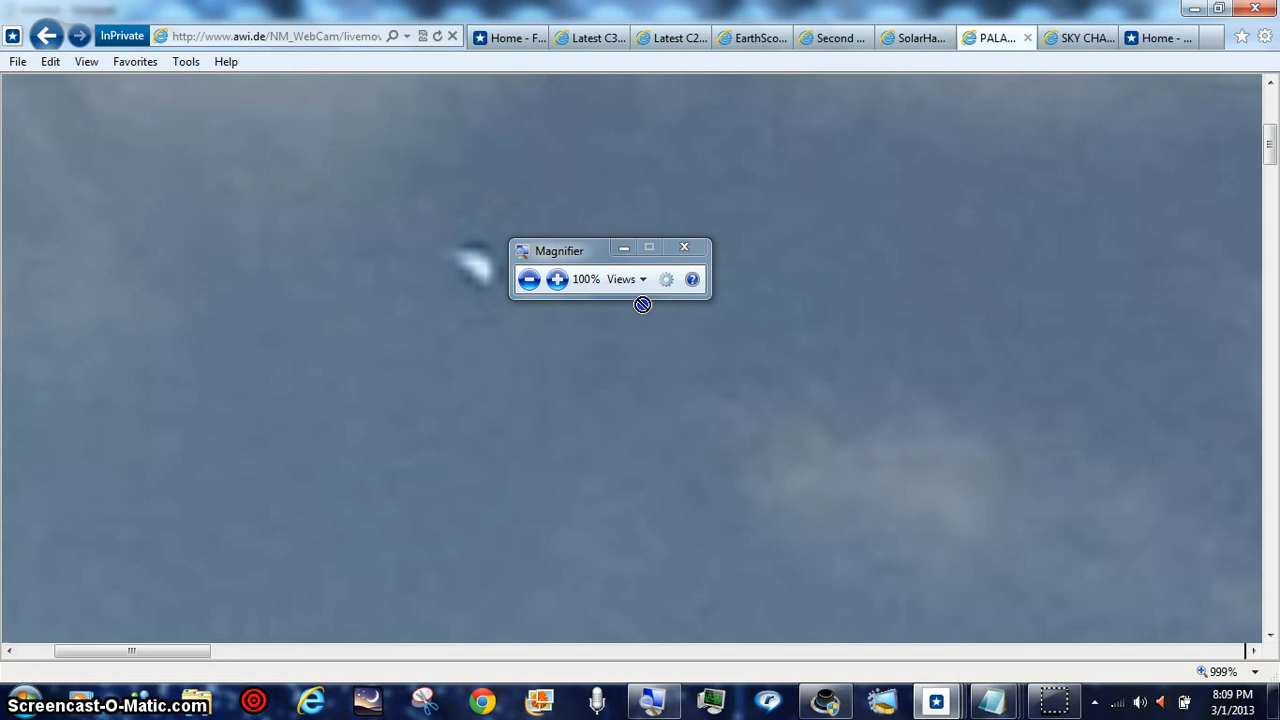 InPrivate
http://www.awi.de/NM_WebCam/livemov
Home - F...
Latest C3...
Latest C2...
EarthSco...
Second ...
SolarHa...
PALA...
SKY CHA...
Home - ...
File Edit View Favorites Tools Help
Magnifier
100% Views
999%
Screencast-O-Matic.com
8:09 PM
3/1/2013